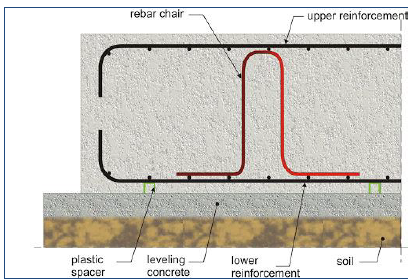 rebar chair
upper reinforcement
plastic
spacer
leveling
concrete
lower
reinforcement
soil